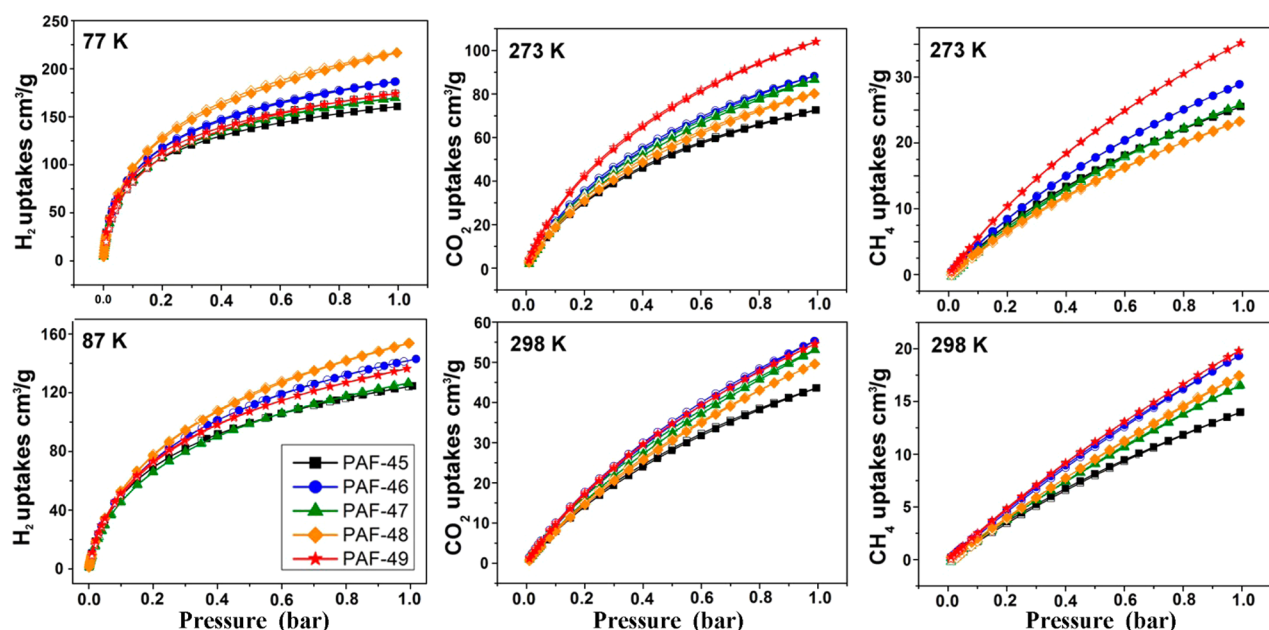 77 K
H₂ uptakes cm³/g
250
200
150
100
50
0
0.0 0.2 0.4 0.6 0.8 1.0
273 K
CO₂ uptakes cm³/g
100
80
60
40
20
0
0.0 0.2 0.4 0.6 0.8 1.0
273 K
CH₄ uptakes cm³/g
30
20
10
0
0.0 0.2 0.4 0.6 0.8 1.0
87 K
H₂ uptakes cm³/g
160
120
80
40
0
PAF-45
PAF-46
PAF-47
PAF-48
PAF-49
0.0 0.2 0.4 0.6 0.8 1.0
Pressure (bar)
298 K
CO₂ uptakes cm³/g
60
50
40
30
20
10
0
0.0 0.2 0.4 0.6 0.8 1.0
Pressure (bar)
298 K
CH₄ uptakes cm³/g
20
15
10
5
0
0.0 0.2 0.4 0.6 0.8 1.0
Pressure (bar)